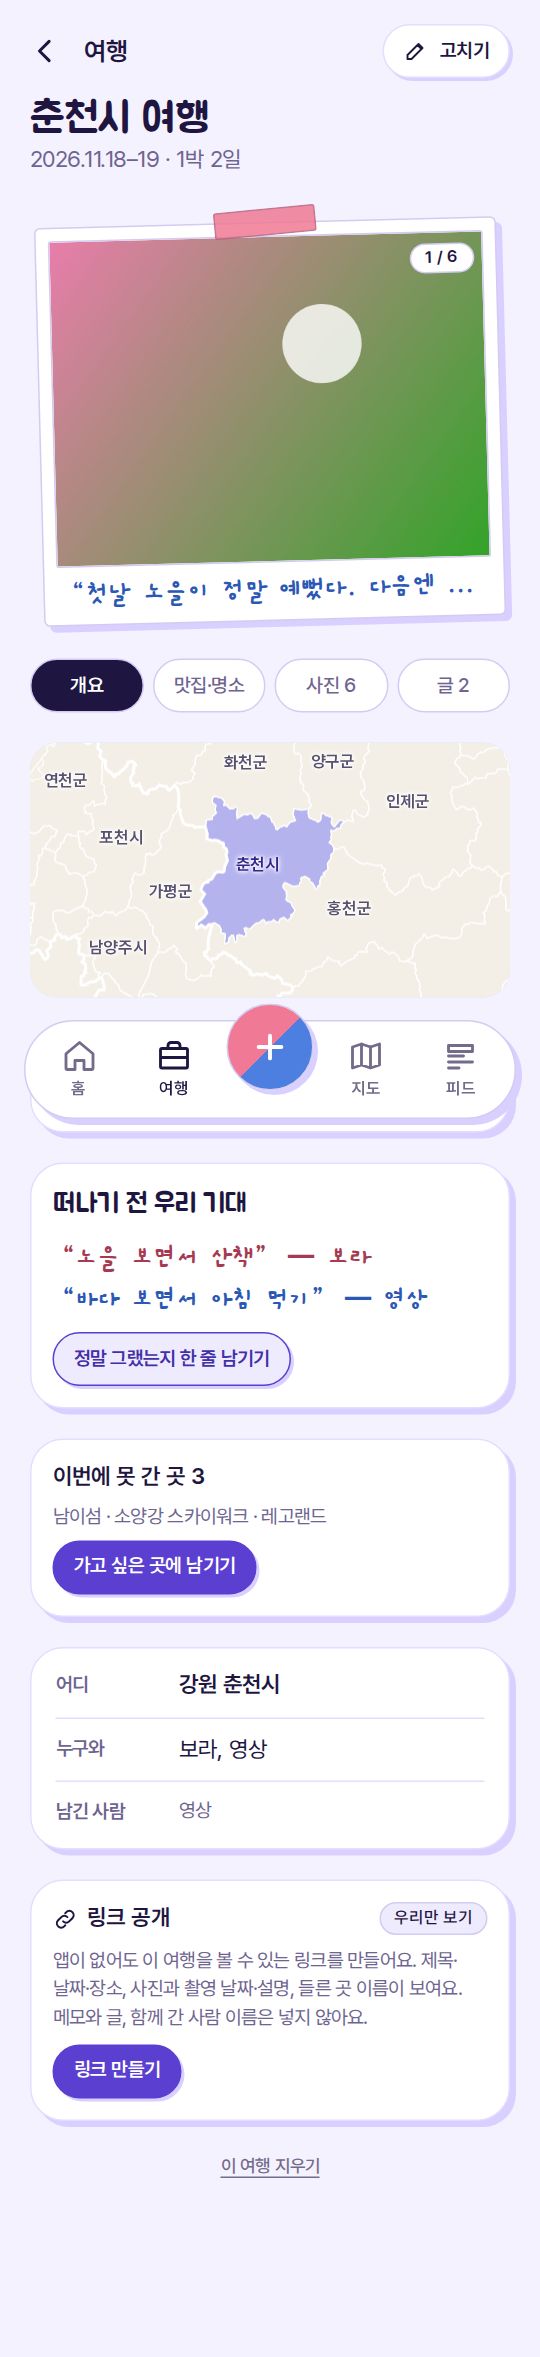 여행
고치기
춘천시 여행
2026.11.18–19 · 1박 2일
1 / 6
“첫날 노을이 정말 예뻤다. 다음엔 ...
개요
맛집·명소
사진 6
글 2
화천군
양구군
연천군
인제군
포천시
춘천시
가평군
홍천군
남양주시
홈
여행
지도
피드
떠나기 전 우리 기대
“노을 보면서 산책” — 보라
“바다 보면서 아침 먹기” — 영상
정말 그랬는지 한 줄 남기기
이번에 못 간 곳 3
남이섬 · 소양강 스카이워크 · 레고랜드
가고 싶은 곳에 남기기
어디
강원 춘천시
누구와
보라, 영상
남긴 사람
영상
링크 공개
우리만 보기
앱이 없어도 이 여행을 볼 수 있는 링크를 만들어요. 제목·
날짜·장소, 사진과 촬영 날짜·설명, 들른 곳 이름이 보여요.
메모와 글, 함께 간 사람 이름은 넣지 않아요.
링크 만들기
이 여행 지우기